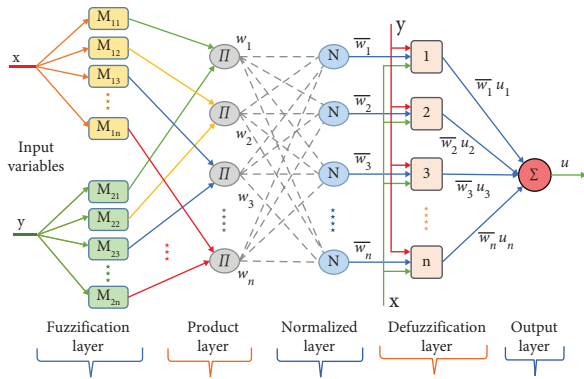 x
Input
variables
y
M₁₁
M₁₂
M₁₃
M₁ₙ
M₂₁
M₂₂
M₂₃
M₂ₙ
Π
Π
Π
Π
w₁
w₂
w₃
wₙ
N
N
N
N
w̅₁
w̅₂
w̅₃
w̅ₙ
y
1
2
3
n
x
w̅₁ u₁
w̅₂ u₂
w̅₃ u₃
w̅ₙ uₙ
Σ
u
Fuzzification
layer
Product
layer
Normalized
layer
Defuzzification
layer
Output
layer